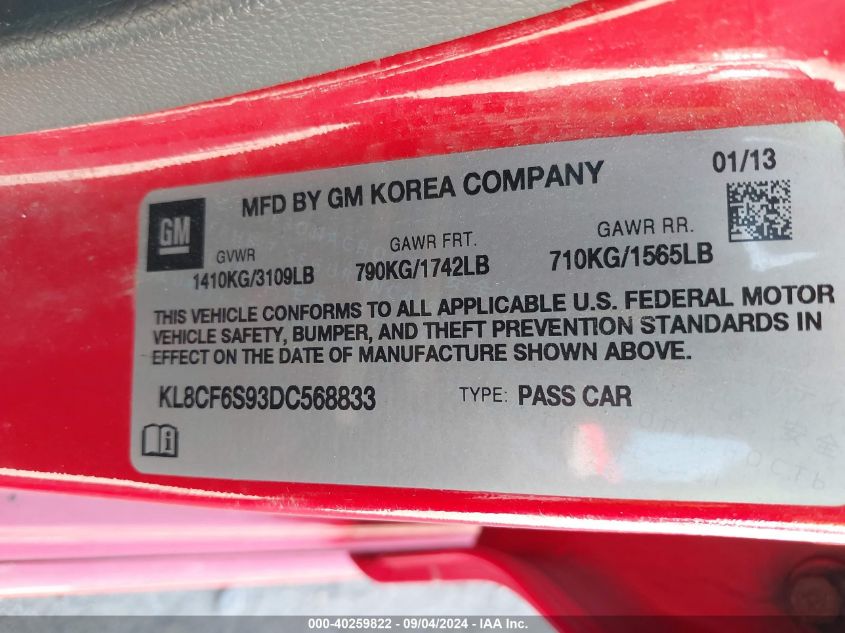 MFD BY GM KOREA COMPANY
01/13
GM
GVWR
1410KG/3109LB
GAWR FRT.
790KG/1742LB
GAWR RR.
710KG/1565LB
THIS VEHICLE CONFORMS TO ALL APPLICABLE U.S. FEDERAL MOTOR
VEHICLE SAFETY, BUMPER, AND THEFT PREVENTION STANDARDS IN
EFFECT ON THE DATE OF MANUFACTURE SHOWN ABOVE.
KL8CF6S93DC568833
TYPE: PASS CAR
000-40259822 - 09/04/2024 - IAA Inc.